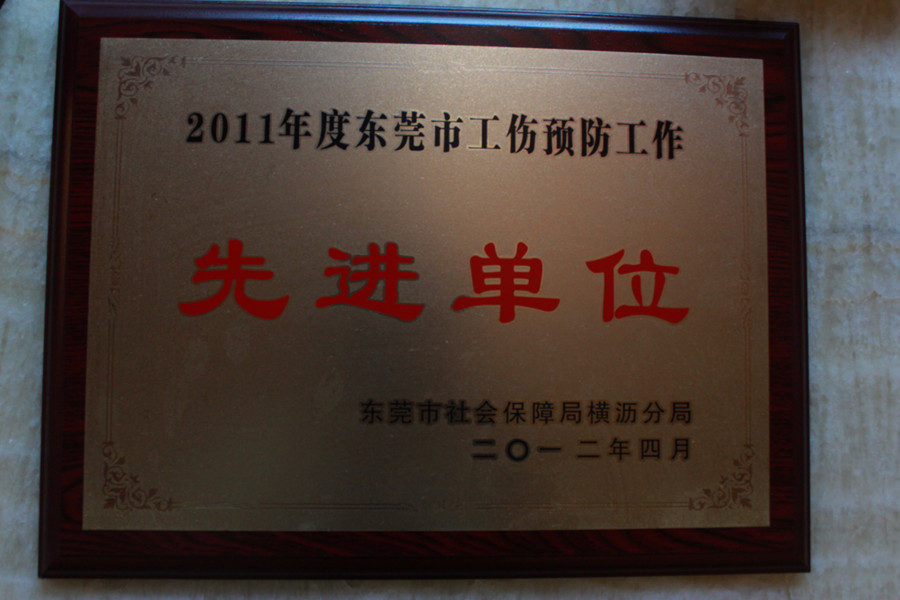 2011年度东莞市工伤预防工作
先进单位
东莞市社会保障局横沥分局
二〇一二年四月